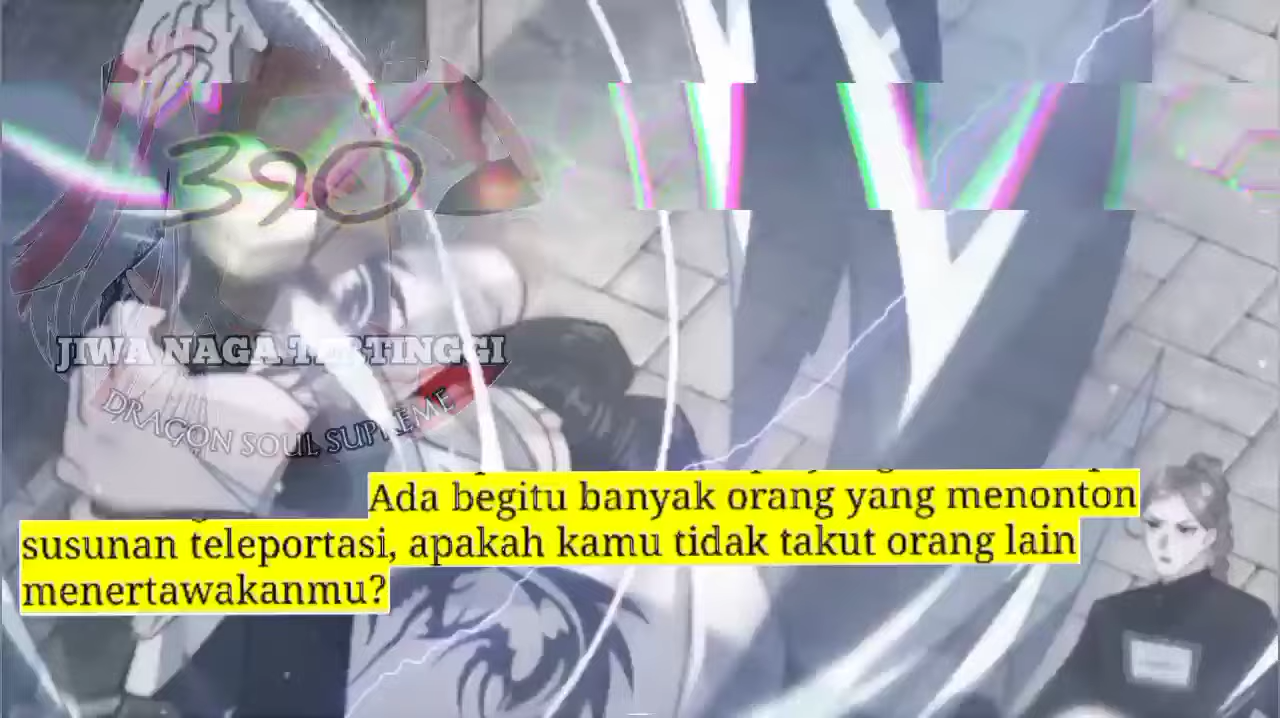 390
JIWA NAGA TERTINGGI
DRAGON SOUL SUPREME
Ada begitu banyak orang yang menonton
susunan teleportasi, apakah kamu tidak takut orang lain
menertawakanmu?